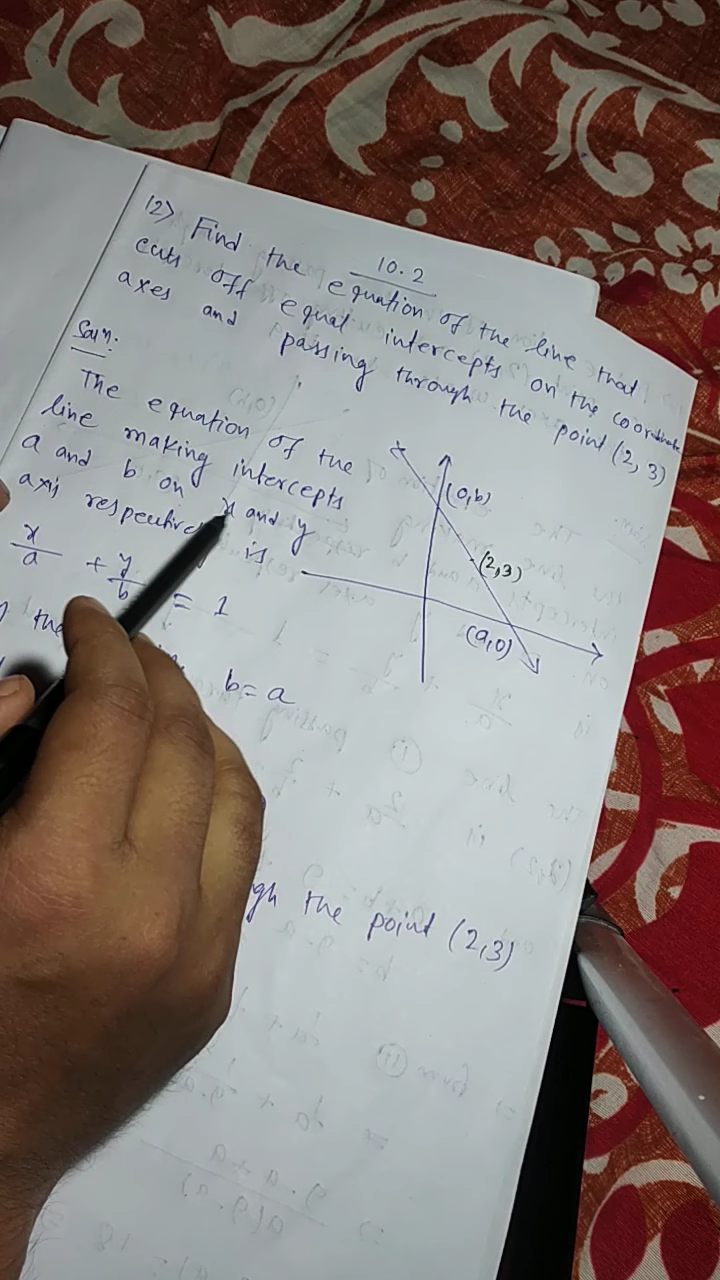 10.2
12) Find the equation of the line that
cuts off equal intercepts on the coordinate
axes and passing through the point (2, 3)
Soln.
The equation of the
line making intercepts
a and b on x and y
axis is
x/a + y/b = 1
the
b = a
the point (2,3)
(0,b)
(2,3)
(a,0)